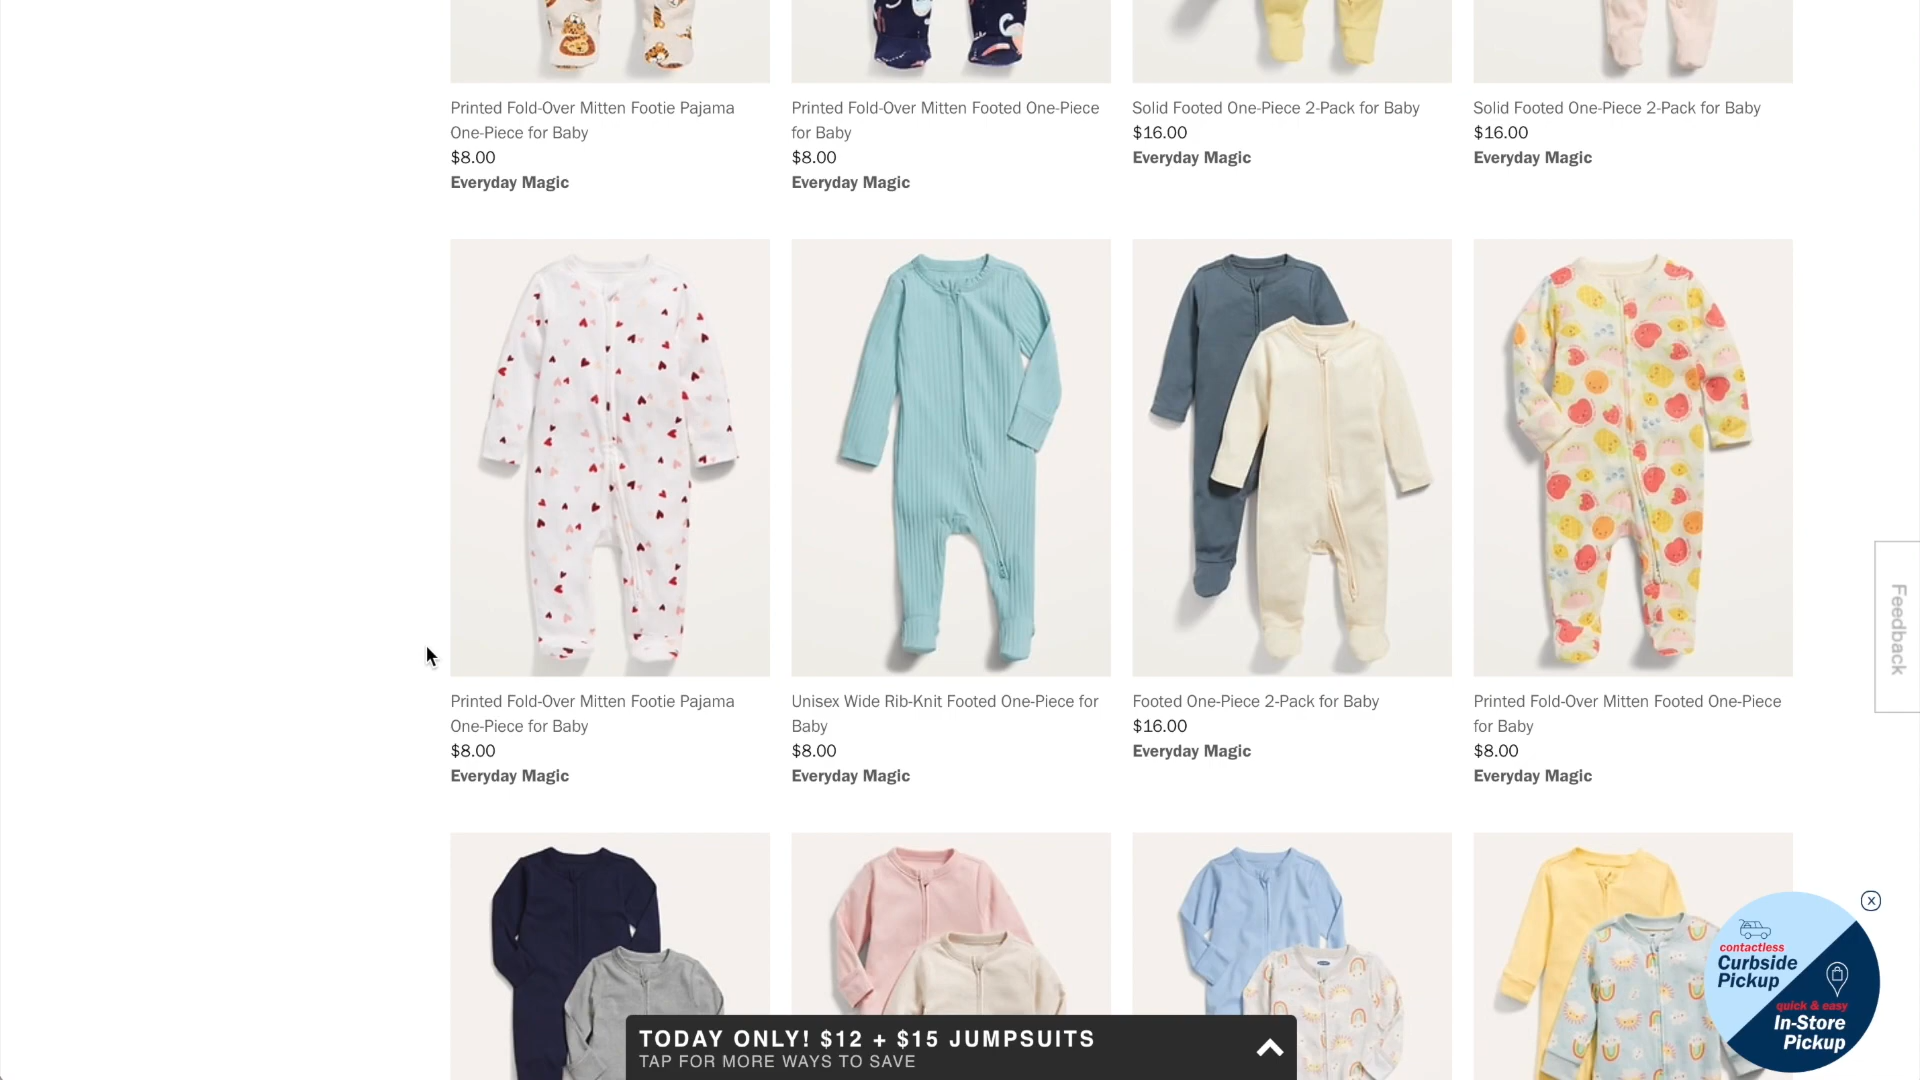 Printed Fold-Over Mitten Footie Pajama
One-Piece for Baby
$8.00
Everyday Magic
Printed Fold-Over Mitten Footed One-Piece
for Baby
$8.00
Everyday Magic
Solid Footed One-Piece 2-Pack for Baby
$16.00
Everyday Magic
Solid Footed One-Piece 2-Pack for Baby
$16.00
Everyday Magic
Printed Fold-Over Mitten Footie Pajama
One-Piece for Baby
$8.00
Everyday Magic
Unisex Wide Rib-Knit Footed One-Piece for
Baby
$8.00
Everyday Magic
Footed One-Piece 2-Pack for Baby
$16.00
Everyday Magic
Printed Fold-Over Mitten Footed One-Piece
for Baby
$8.00
Everyday Magic
Feedback
contactless
Curbside
Pickup
quick & easy
In-Store
Pickup
TODAY ONLY! $12 + $15 JUMPSUITS
TAP FOR MORE WAYS TO SAVE